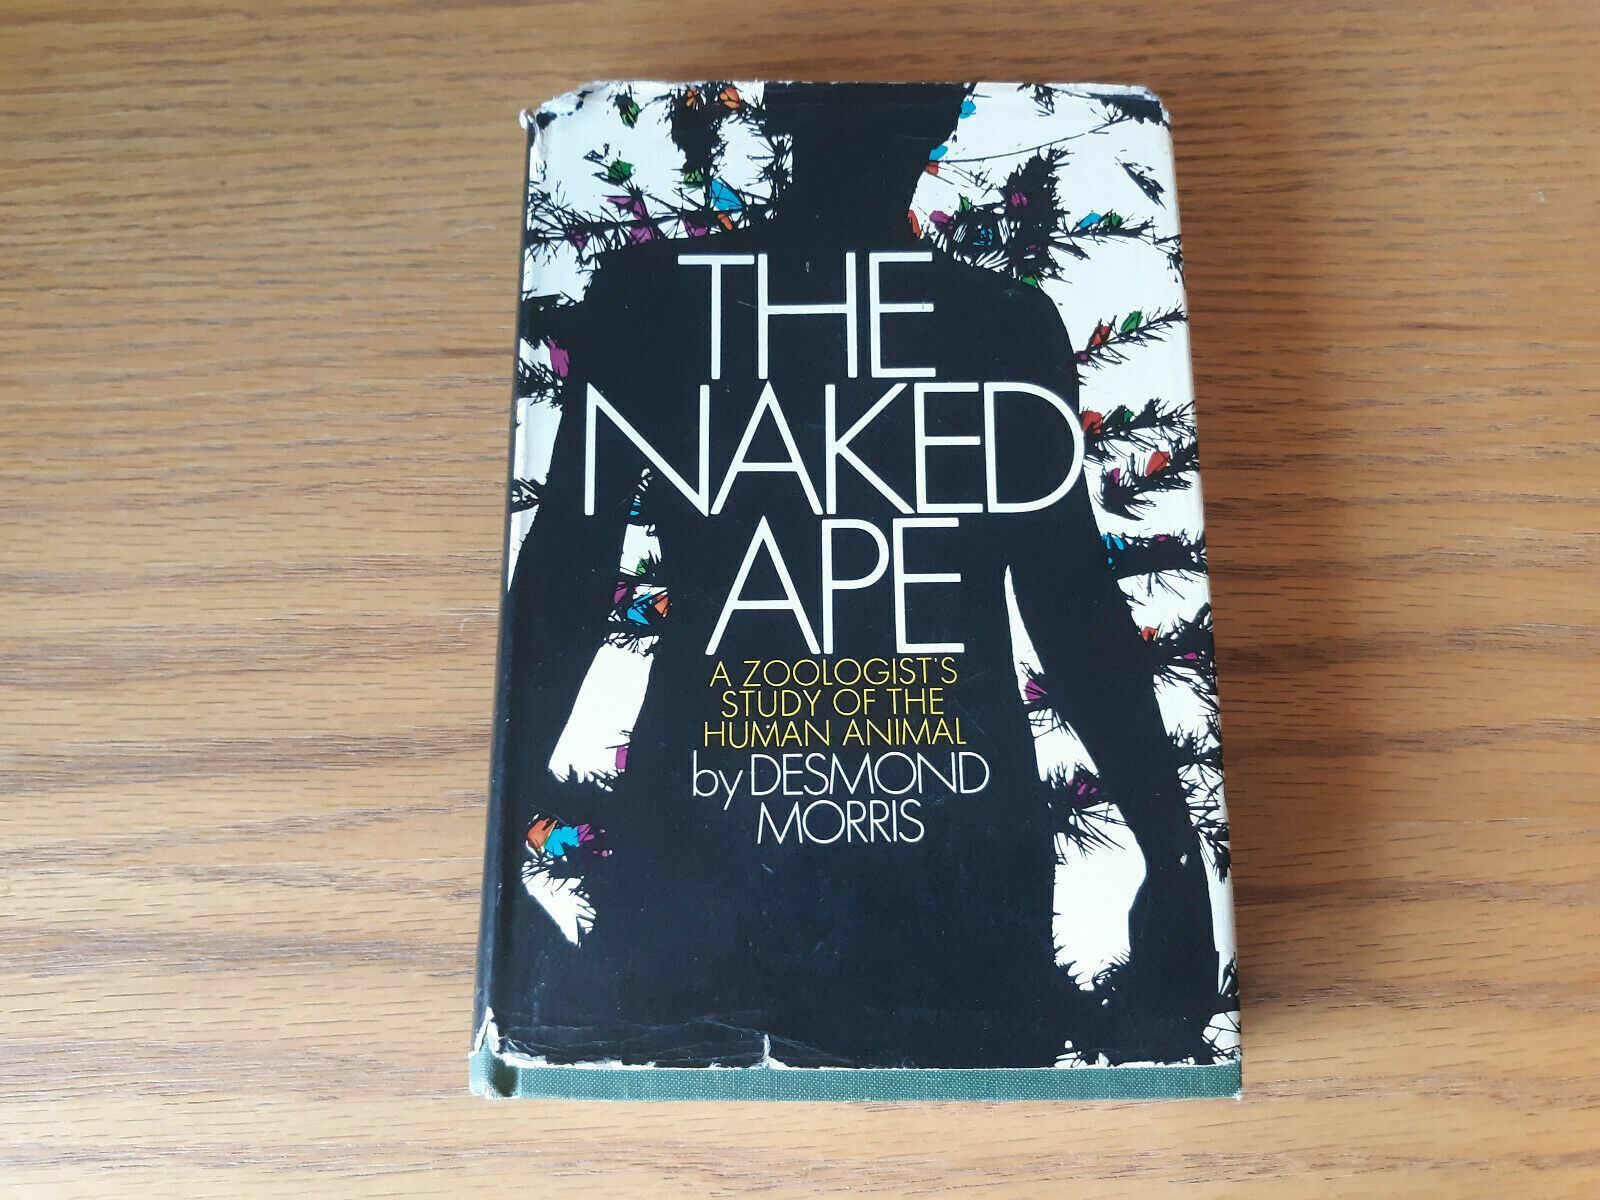 THE
NAKED
APE
A ZOOLOGIST'S
STUDY OF THE
HUMAN ANIMAL
by DESMOND
MORRIS